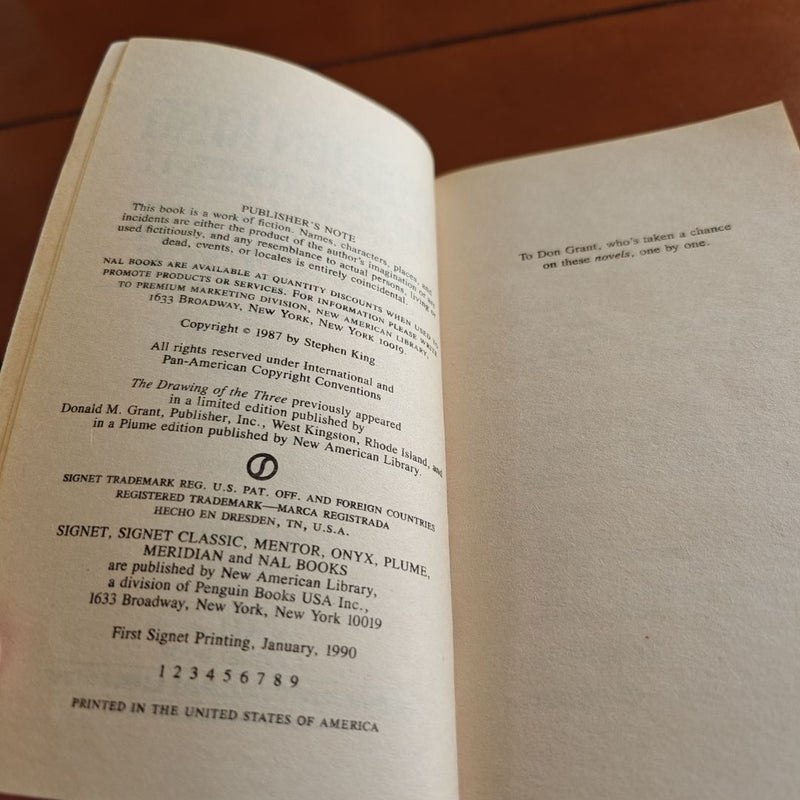 PUBLISHER'S NOTE
This book is a work of fiction. Names, characters, places, and
incidents are either the product of the author's imagination or are
used fictitiously, and any resemblance to actual persons, living or
dead, events, or locales is entirely coincidental.
NAL BOOKS ARE AVAILABLE AT QUANTITY DISCOUNTS WHEN USED TO
PROMOTE PRODUCTS OR SERVICES. FOR INFORMATION PLEASE WRITE
TO PREMIUM MARKETING DIVISION, NEW AMERICAN LIBRARY,
1633 BROADWAY, NEW YORK, NEW YORK 10019.
Copyright © 1987 by Stephen King
All rights reserved under International and
Pan-American Copyright Conventions
The Drawing of the Three previously appeared
in a limited edition published by
Donald M. Grant, Publisher, Inc., West Kingston, Rhode Island, and
in a Plume edition published by New American Library.
SIGNET TRADEMARK REG. U.S. PAT. OFF. AND FOREIGN COUNTRIES
REGISTERED TRADEMARK—MARCA REGISTRADA
HECHO EN DRESDEN, TN, U.S.A.
SIGNET, SIGNET CLASSIC, MENTOR, ONYX, PLUME,
MERIDIAN and NAL BOOKS
are published by New American Library,
a division of Penguin Books USA Inc.,
1633 Broadway, New York, New York 10019
First Signet Printing, January, 1990
1 2 3 4 5 6 7 8 9
PRINTED IN THE UNITED STATES OF AMERICA
To Don Grant, who's taken a chance
on these novels, one by one.